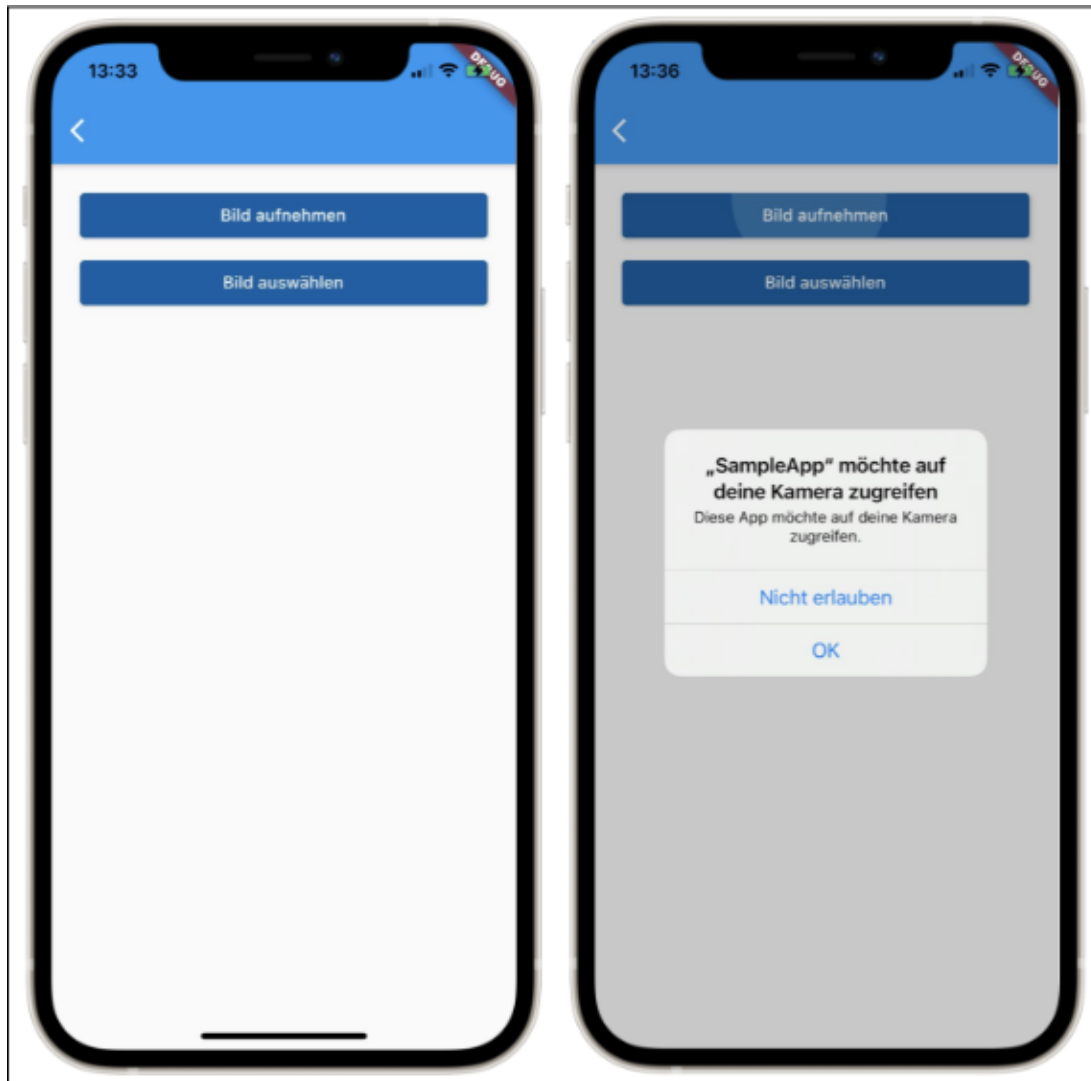 13:33
DEBUG
Bild aufnehmen
Bild auswählen
13:36
DEBUG
Bild aufnehmen
Bild auswählen
„SampleApp“ möchte auf
deine Kamera zugreifen
Diese App möchte auf deine Kamera
zugreifen.
Nicht erlauben
OK